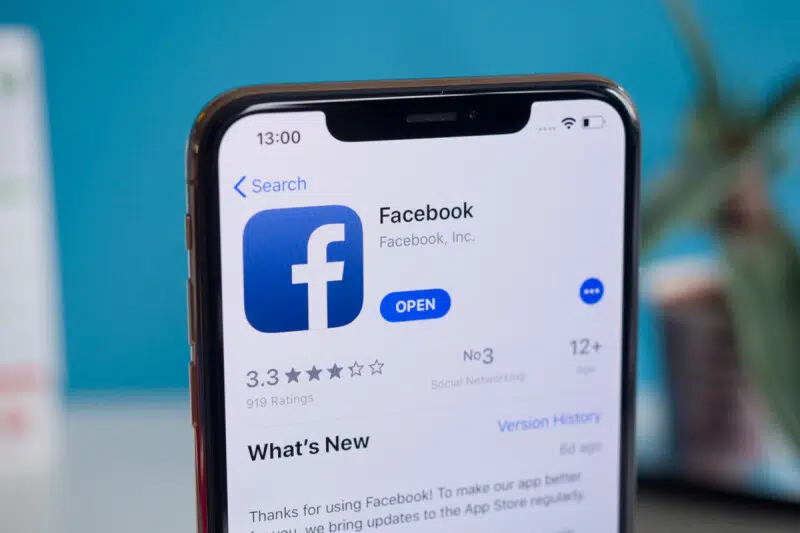 13:00
Search
Facebook
Facebook, Inc.
OPEN
3.3
No3
12+
919 Ratings
Social Networking
Age
What's New
Version History
6d ago
Thanks for using Facebook! To make our app better
for you, we bring updates to the App Store regularly.